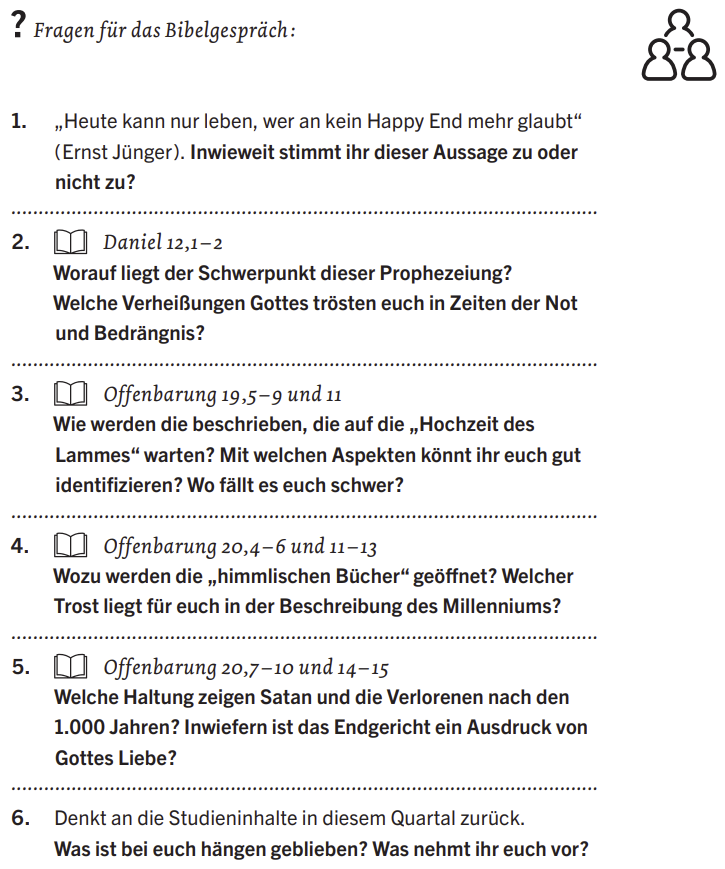 ? Fragen für das Bibelgespräch:
1. „Heute kann nur leben, wer an kein Happy End mehr glaubt“
(Ernst Jünger). Inwieweit stimmt ihr dieser Aussage zu oder
nicht zu?
2. Daniel 12,1–2
Worauf liegt der Schwerpunkt dieser Prophezeiung?
Welche Verheißungen Gottes trösten euch in Zeiten der Not
und Bedrängnis?
3. Offenbarung 19,5–9 und 11
Wie werden die beschrieben, die auf die „Hochzeit des
Lammes“ warten? Mit welchen Aspekten könnt ihr euch gut
identifizieren? Wo fällt es euch schwer?
4. Offenbarung 20,4–6 und 11–13
Wozu werden die „himmlischen Bücher“ geöffnet? Welcher
Trost liegt für euch in der Beschreibung des Millenniums?
5. Offenbarung 20,7–10 und 14–15
Welche Haltung zeigen Satan und die Verlorenen nach den
1.000 Jahren? Inwiefern ist das Endgericht ein Ausdruck von
Gottes Liebe?
6. Denkt an die Studieninhalte in diesem Quartal zurück.
Was ist bei euch hängen geblieben? Was nehmt ihr euch vor?